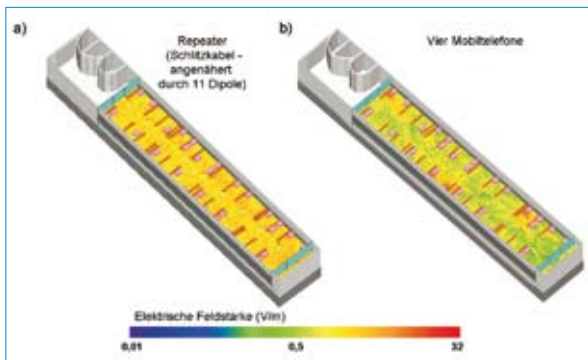 a)
Repeater
(Schlitzkabel -
angenähert
durch 11 Dipole)
b)
Vier Mobiltelefone
Elektrische Feldstärke (V/m)
0,01
0,5
32